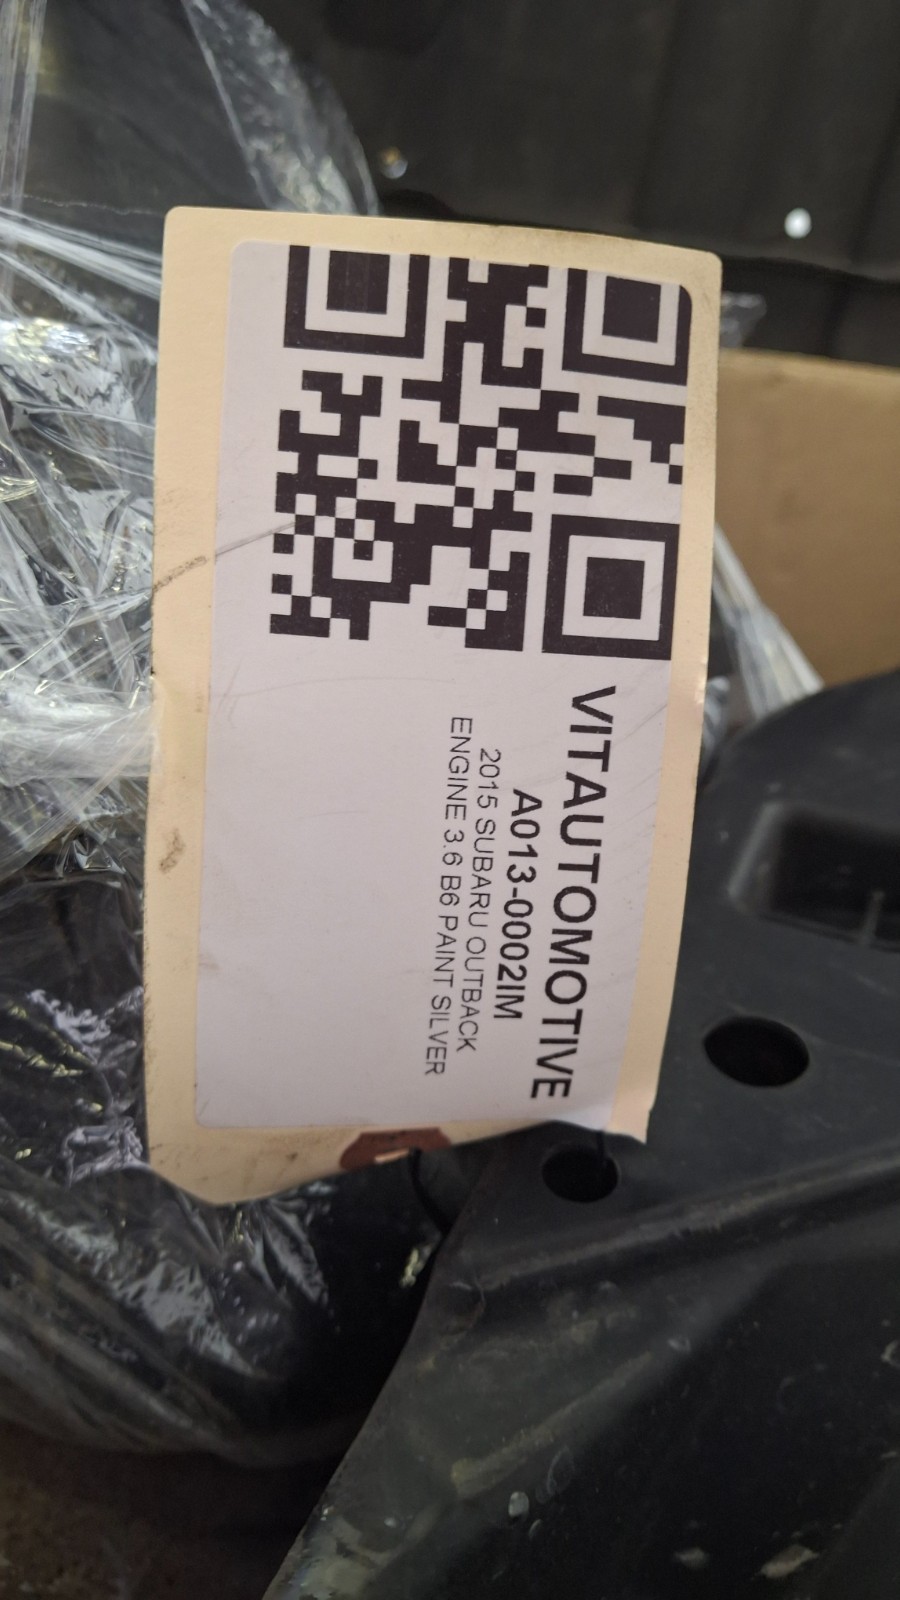 VITAUTOMOTIVE
A013-0002IM
2015 SUBARU OUTBACK
ENGINE 3.6 B6 PAINT SILVER